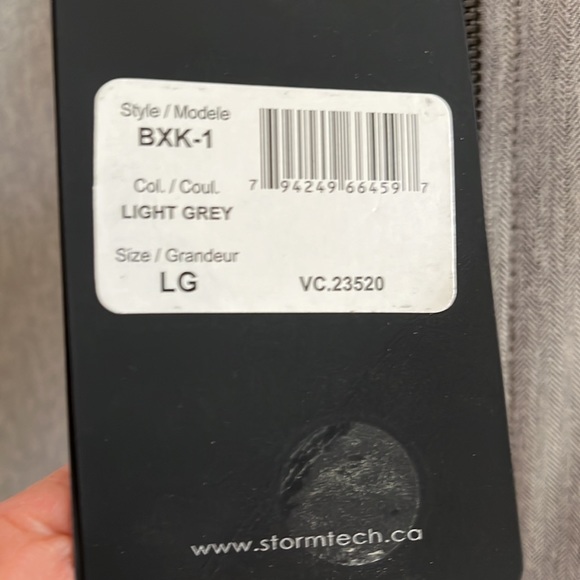 Style / Modele
BXK-1
Col. / Coul.
LIGHT GREY
Size / Grandeur
LG
7 94249 66459 7
VC.23520
www.stormtech.ca